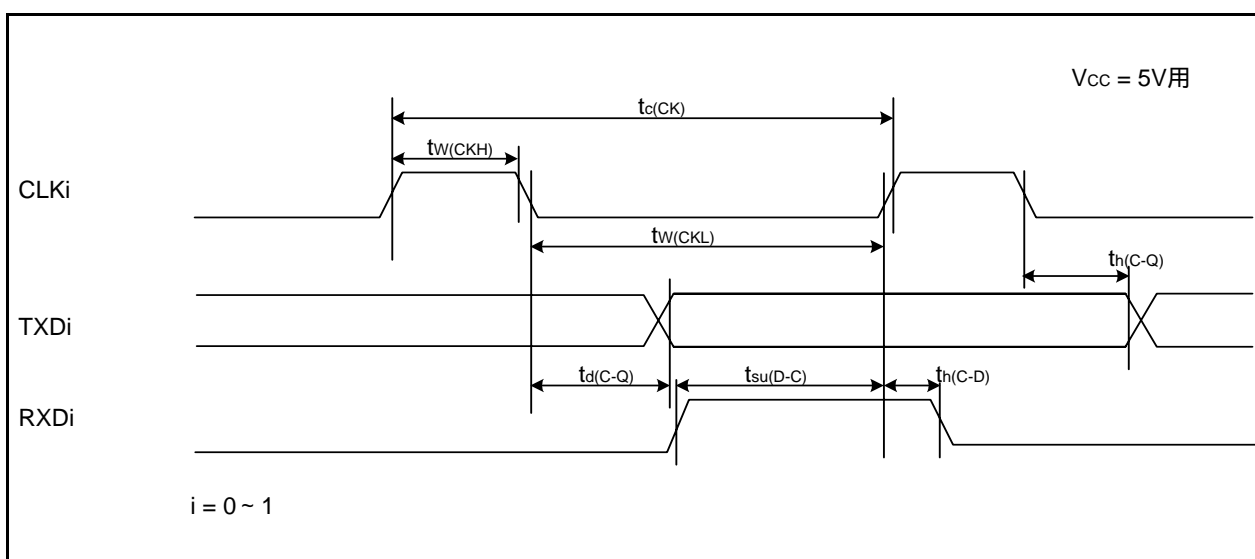 Vcc = 5V用
tc(CK)
tW(CKH)
CLKi
tW(CKL)
th(C-Q)
TXDi
td(C-Q)
tsu(D-C)
th(C-D)
RXDi
i = 0 ~ 1